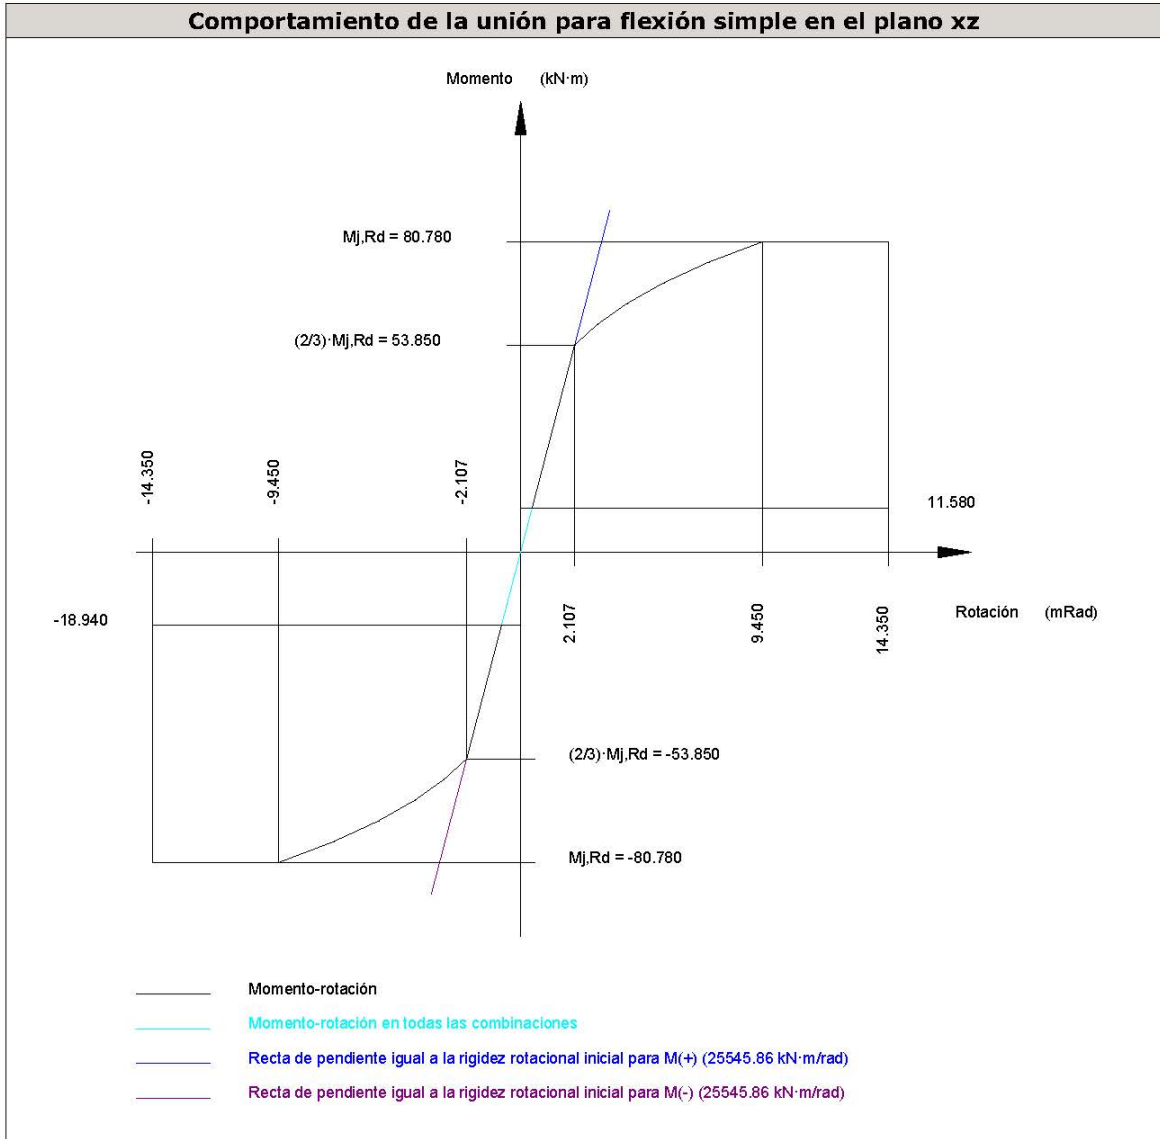 Comportamiento de la unión para flexión simple en el plano xz
Momento (kN·m)
Mj,Rd = 80.780
(2/3)·Mj,Rd = 53.850
-14.350
-9.450
-2.107
11.580
-18.940
2.107
9.450
14.350
Rotación (mRad)
(2/3)·Mj,Rd = -53.850
Mj,Rd = -80.780
Momento-rotación
Momento-rotación en todas las combinaciones
Recta de pendiente igual a la rigidez rotacional inicial para M(+) (25545.86 kN·m/rad)
Recta de pendiente igual a la rigidez rotacional inicial para M(-) (25545.86 kN·m/rad)